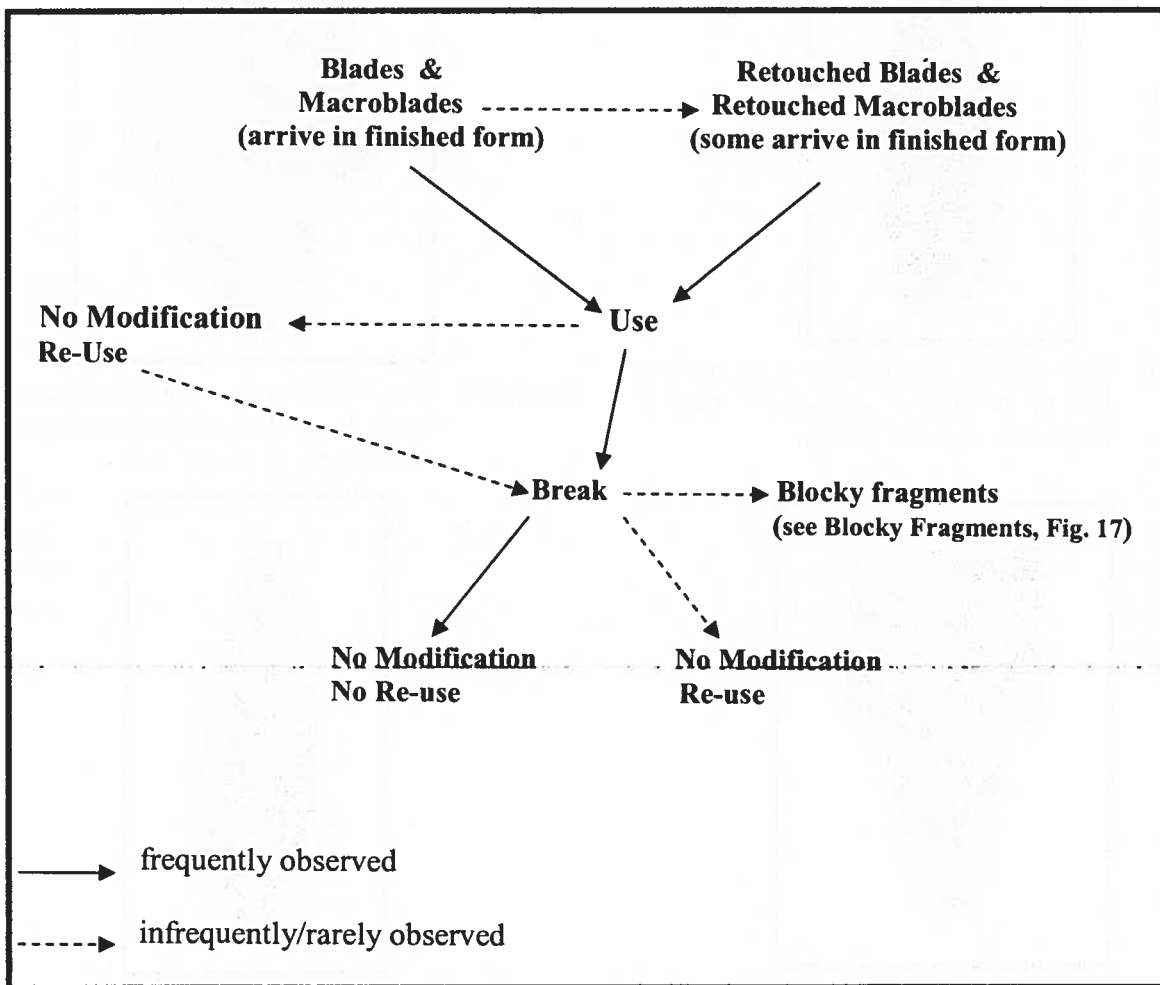 Blades &
Macroblades
(arrive in finished form)
Retouched Blades &
Retouched Macroblades
(some arrive in finished form)
No Modification
Re-Use
Use
Break
Blocky fragments
(see Blocky Fragments, Fig. 17)
No Modification
No Re-use
No Modification
Re-use
frequently observed
infrequently/rarely observed